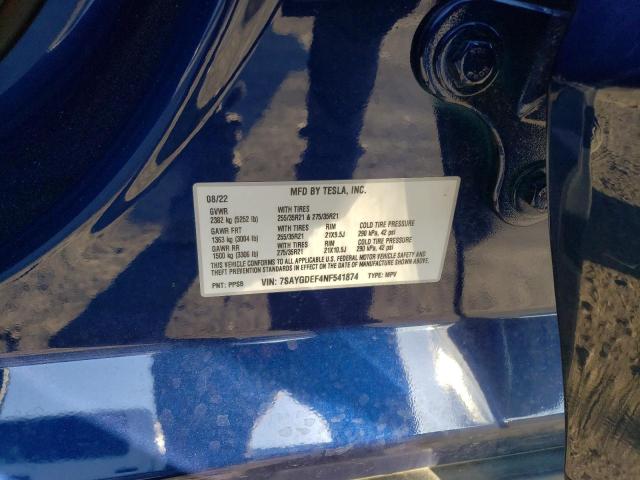 MFD BY TESLA, INC.
08/22
GVWR WITH TIRES
2382 kg (5252 lb) 255/35R21 & 275/35R21
GAWR FRT WITH TIRES RIM COLD TIRE PRESSURE
1363 kg (3004 lb) 255/35R21 21X9.5J 290 kPa, 42 psi
GAWR RR WITH TIRES RIM COLD TIRE PRESSURE
1500 kg (3306 lb) 275/35R21 21X10.5J 290 kPa, 42 psi
THIS VEHICLE CONFORMS TO ALL APPLICABLE U.S. FEDERAL MOTOR VEHICLE SAFETY AND
THEFT PREVENTION STANDARDS IN EFFECT ON THE DATE OF MANUFACTURE SHOWN ABOVE.
PNT: PPSB VIN: 7SAYGDEF4NF541874 TYPE: MPV